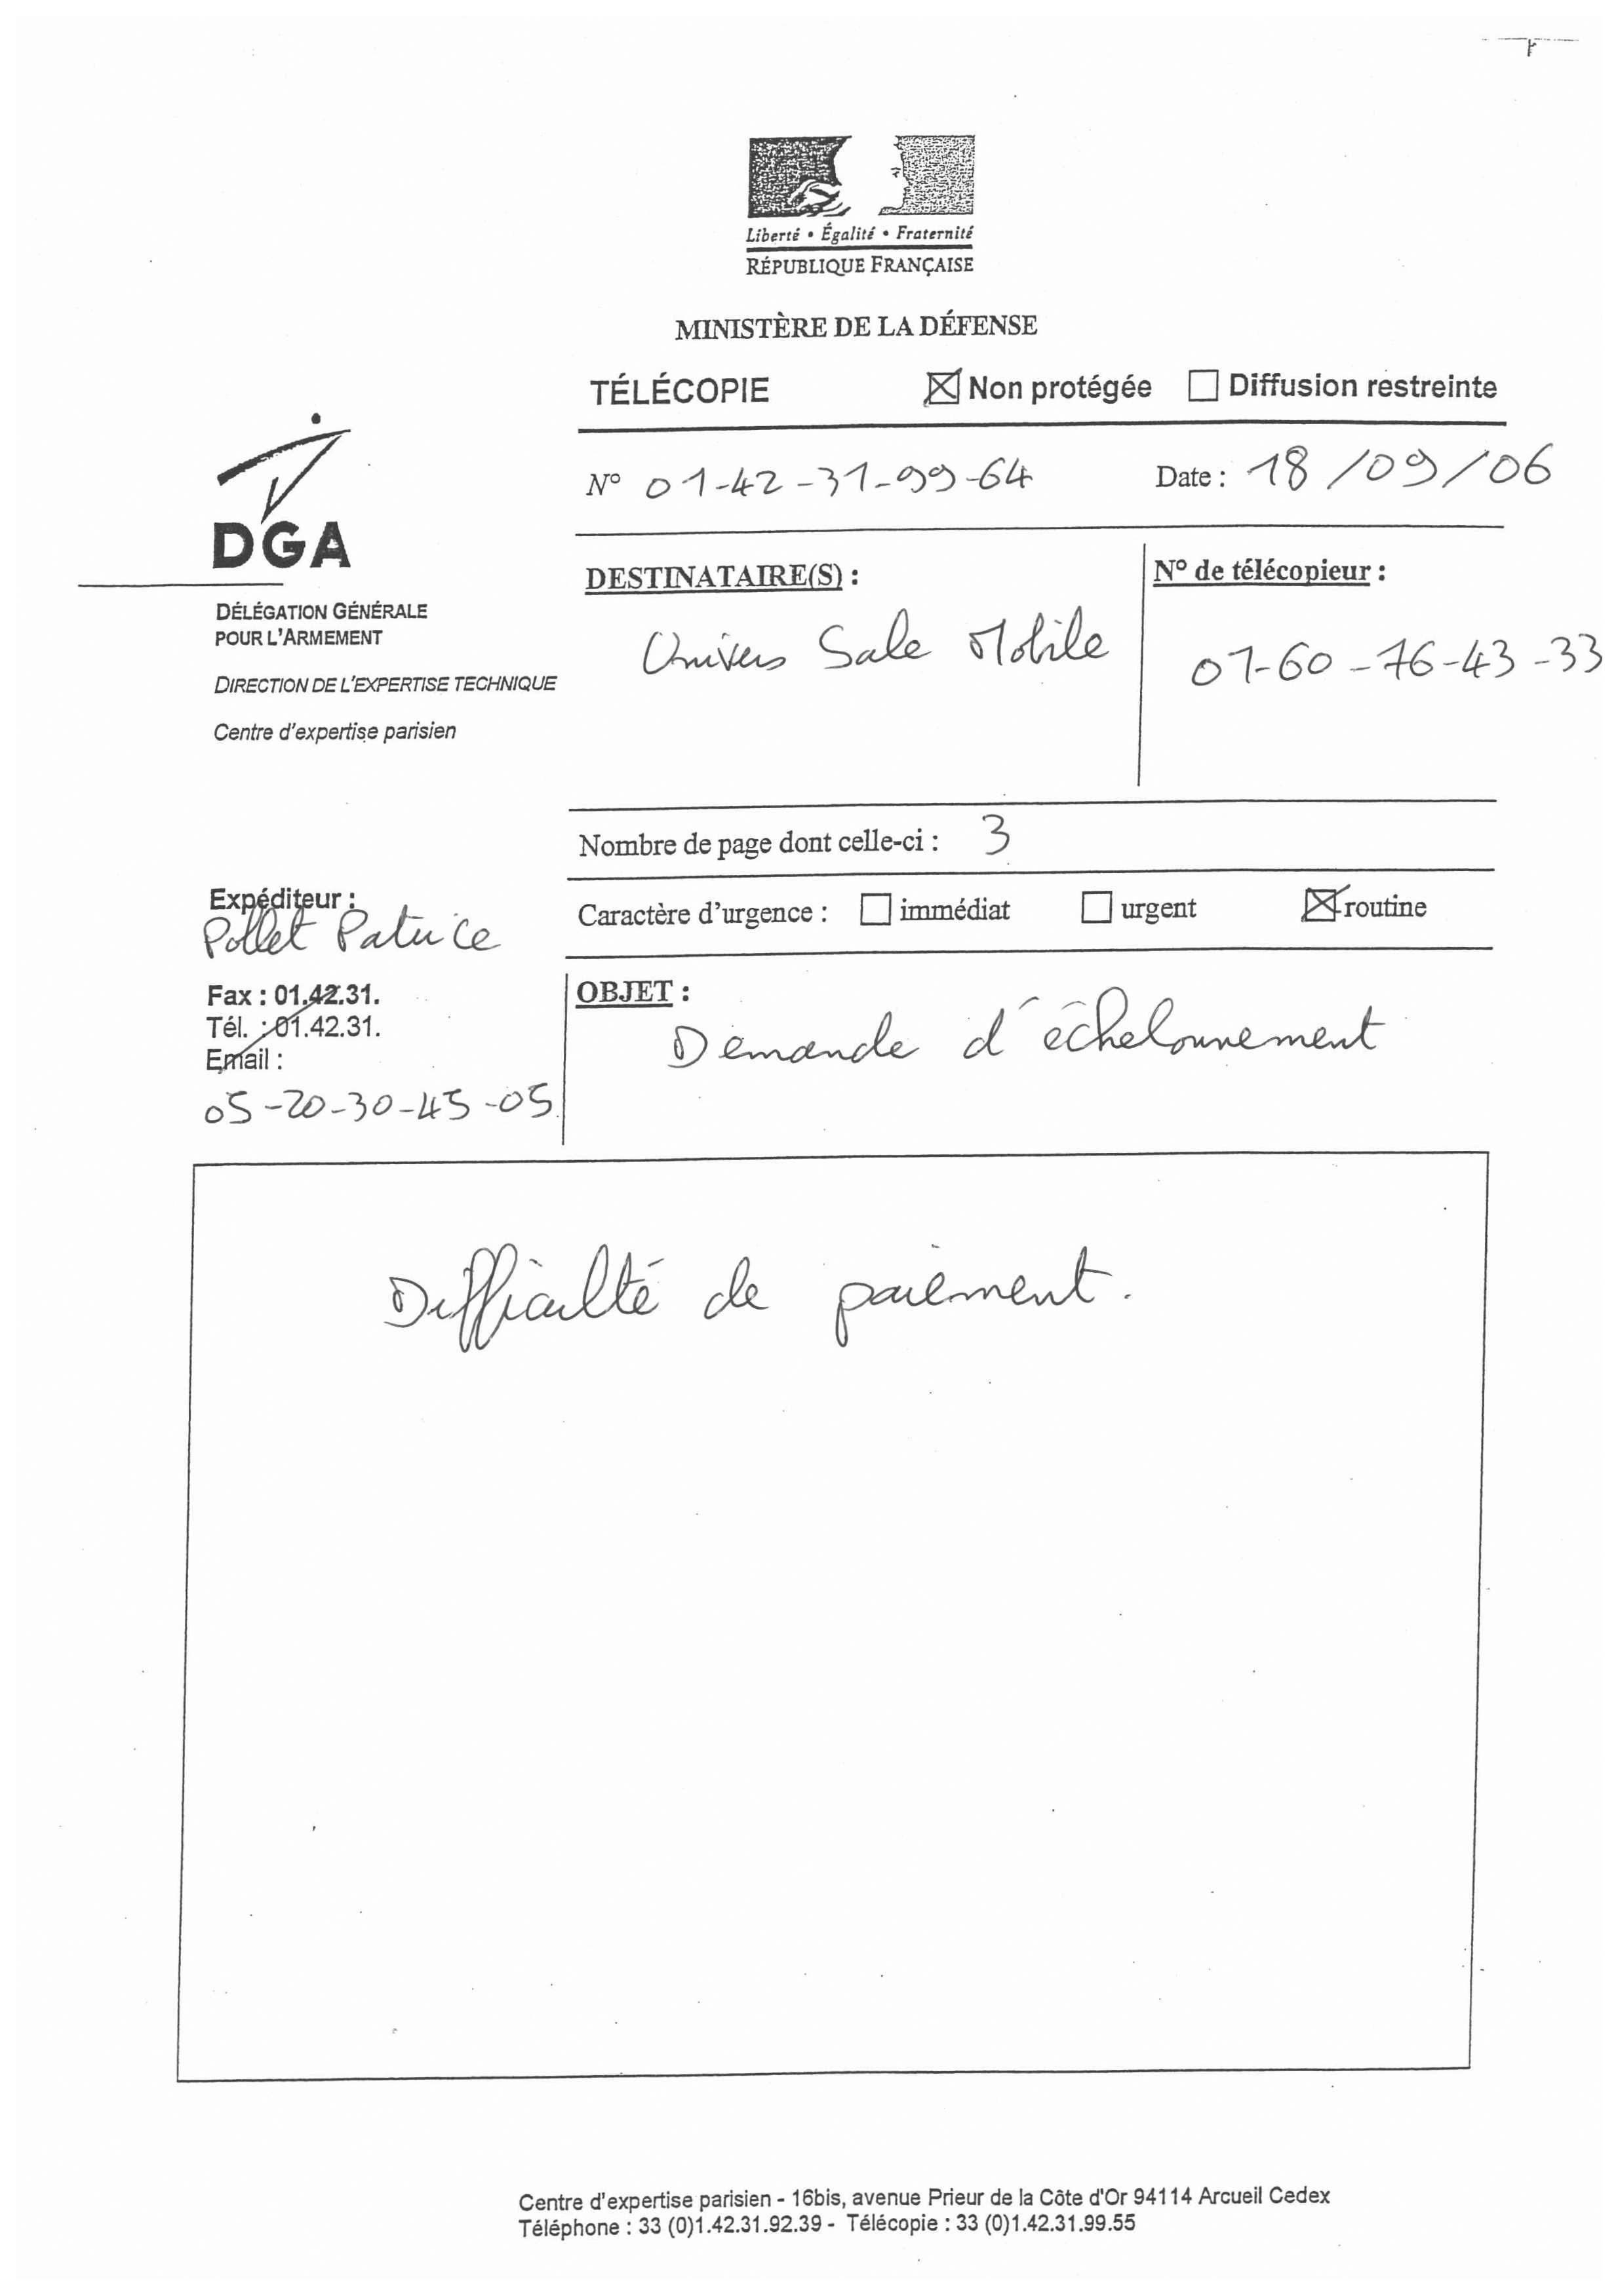 Liberté • Égalité • Fraternité
RÉPUBLIQUE FRANÇAISE
MINISTÈRE DE LA DÉFENSE
TÉLÉCOPIE Non protégée Diffusion restreinte
N° 01-42-31-99-64 Date : 18/09/06
DGA
DÉLÉGATION GÉNÉRALE
POUR L'ARMEMENT
DIRECTION DE L'EXPERTISE TECHNIQUE
Centre d'expertise parisien
DESTINATAIRE(S) :
Univers Sale Mobile
N° de télécopieur :
01-60-76-43-33
Nombre de page dont celle-ci : 3
Caractère d'urgence : immédiat urgent routine
Expéditeur :
Pollet Patrice
Fax : 01.42.31.
Tél. : 01.42.31.
Email :
05-20-30-45-05
OBJET :
Demande d'échelonnement
Difficulté de paiement.
Centre d'expertise parisien - 16bis, avenue Prieur de la Côte d'Or 94114 Arcueil Cedex
Téléphone : 33 (0)1.42.31.92.39 - Télécopie : 33 (0)1.42.31.99.55